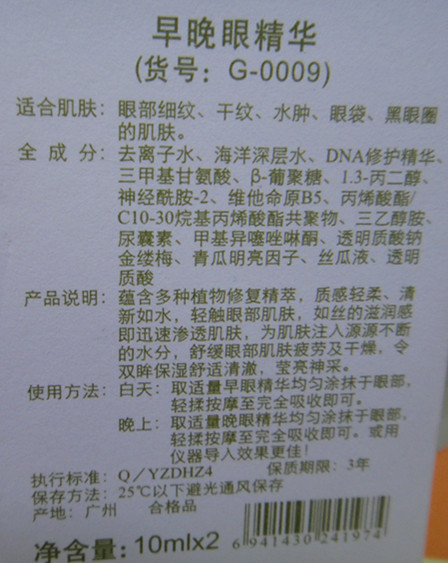 早晚眼精华
(货号：G-0009)
适合肌肤：眼部细纹、干纹、水肿、眼袋、黑眼圈
的肌肤。
全成分：去离子水、海洋深层水、DNA修护精华、
三甲基甘氨酸、β-葡聚糖、1.3-丙二醇、
神经酰胺-2、维他命原B5、丙烯酸酯/
C10-30烷基丙烯酸酯共聚物、三乙醇胺、
尿囊素、甲基异噻唑啉酮、透明质酸钠
金缕梅、青瓜明亮因子、丝瓜液、透明
质酸
产品说明：蕴含多种植物修复精萃，质感轻柔、清
新如水，轻触眼部肌肤，如丝的滋润感
即迅速渗透肌肤，为肌肤注入源源不断
的水分，舒缓眼部肌肤疲劳及干燥，令
双眸保湿舒适清澈，莹亮神采。
使用方法：白天：取适量早眼精华均匀涂抹于眼部，
轻揉按摩至完全吸收即可。
晚上：取适量晚眼精华均匀涂抹于眼部，
轻揉按摩至完全吸收即可。或用
仪器导入效果更佳！
执行标准：Q/YZDHZ4 保质期限：3年
保存方法：25℃以下避光通风保存
产地：广州 合格品
净含量：10mlx2
6 941430 241974